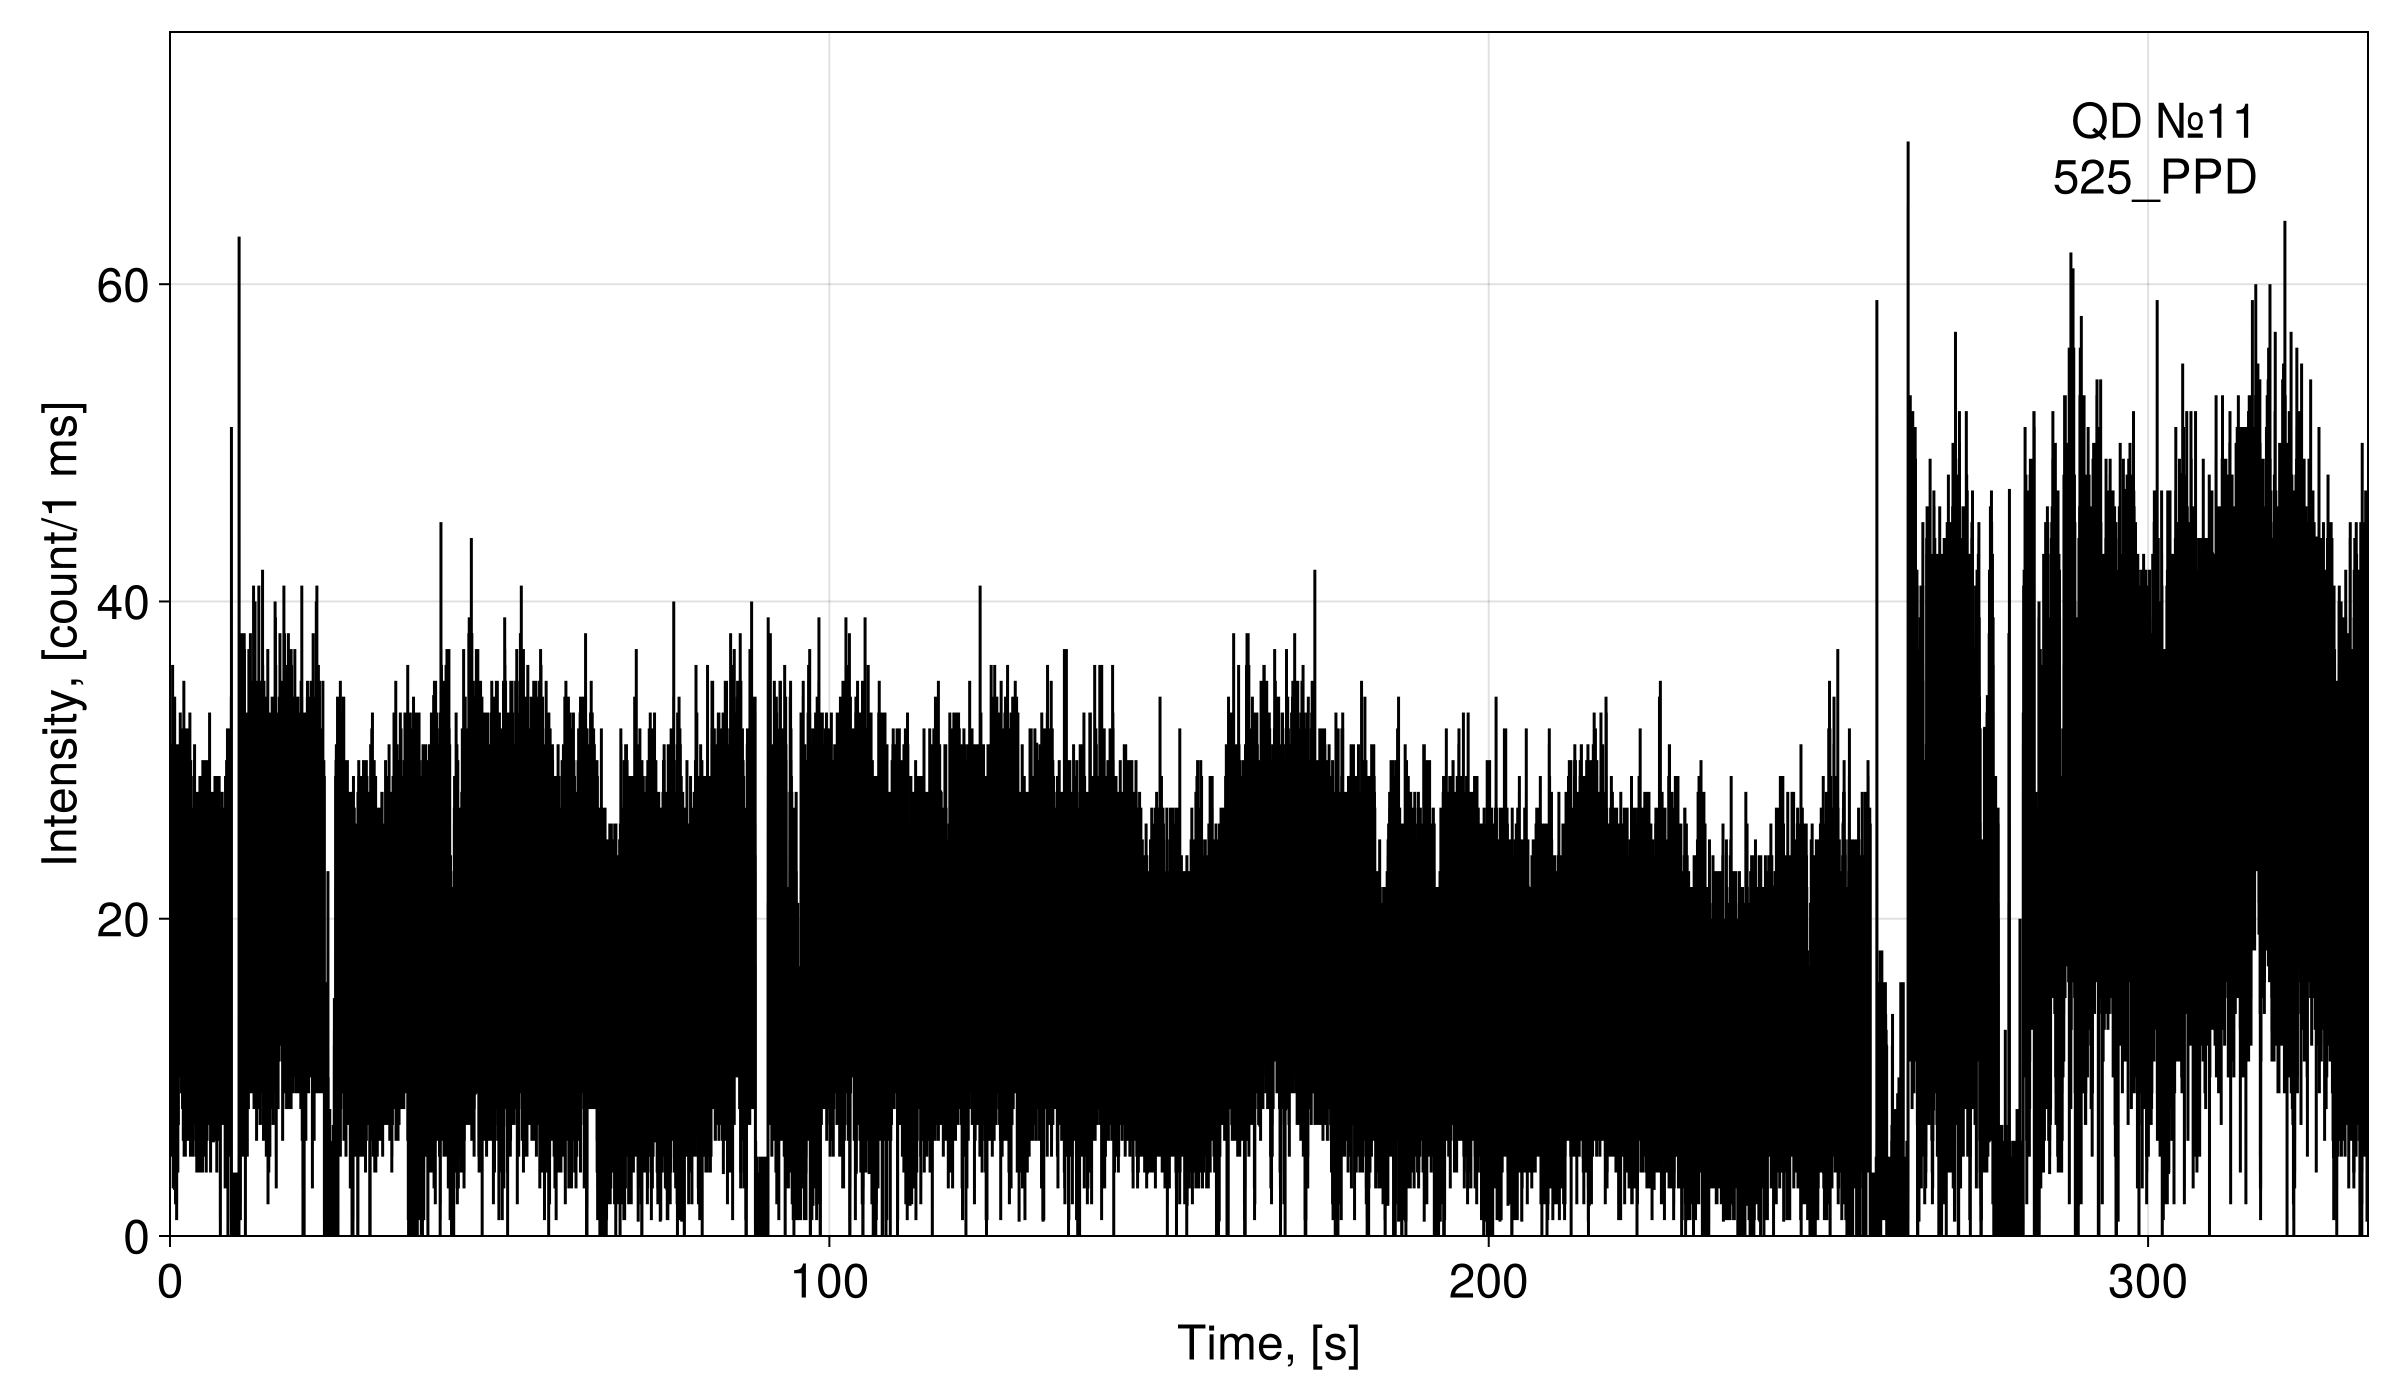 QD №11
525_PPD
60
40
20
0
0 100 200 300
Intensity, [count/1 ms]
Time, [s]